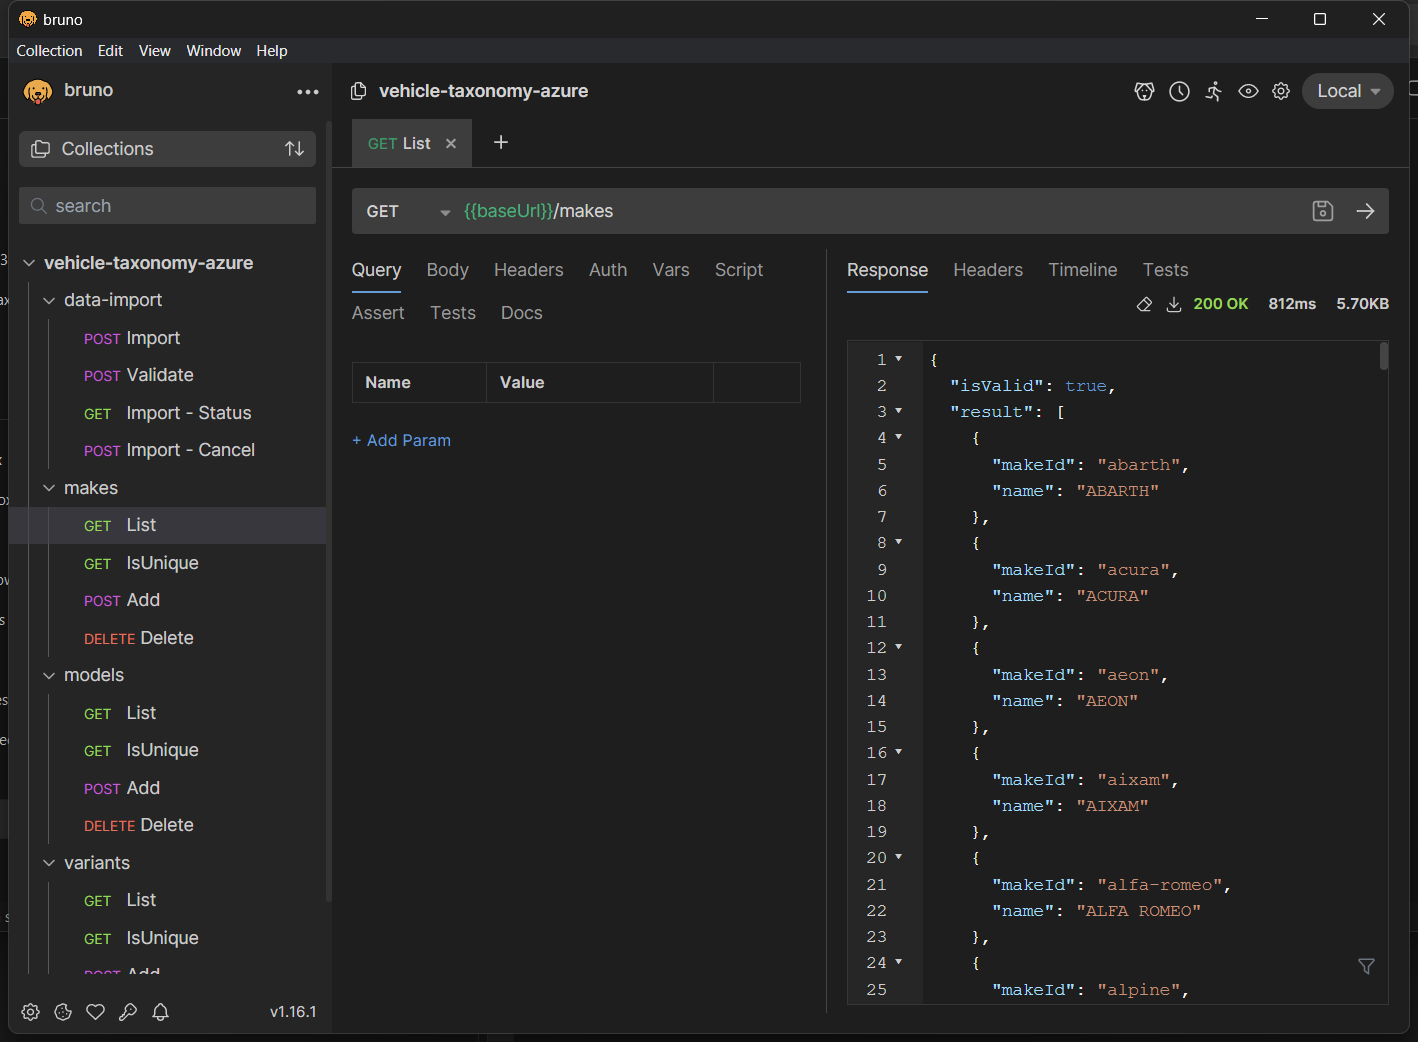 bruno
Collection Edit View Window Help
bruno
Collections
search
vehicle-taxonomy-azure
data-import
POST Import
POST Validate
GET Import - Status
POST Import - Cancel
makes
GET List
GET IsUnique
POST Add
DELETE Delete
models
GET List
GET IsUnique
POST Add
DELETE Delete
variants
GET List
GET IsUnique
POST Add
v1.16.1
vehicle-taxonomy-azure
Local
GET List
GET {{baseUrl}}/makes
Query Body Headers Auth Vars Script
Assert Tests Docs
Name Value
+ Add Param
Response Headers Timeline Tests
200 OK 812ms 5.70KB
1 {
2 "isValid": true,
3 "result": [
4 {
5 "makeId": "abarth",
6 "name": "ABARTH"
7 },
8 {
9 "makeId": "acura",
10 "name": "ACURA"
11 },
12 {
13 "makeId": "aeon",
14 "name": "AEON"
15 },
16 {
17 "makeId": "aixam",
18 "name": "AIXAM"
19 },
20 {
21 "makeId": "alfa-romeo",
22 "name": "ALFA ROMEO"
23 },
24 {
25 "makeId": "alpine",